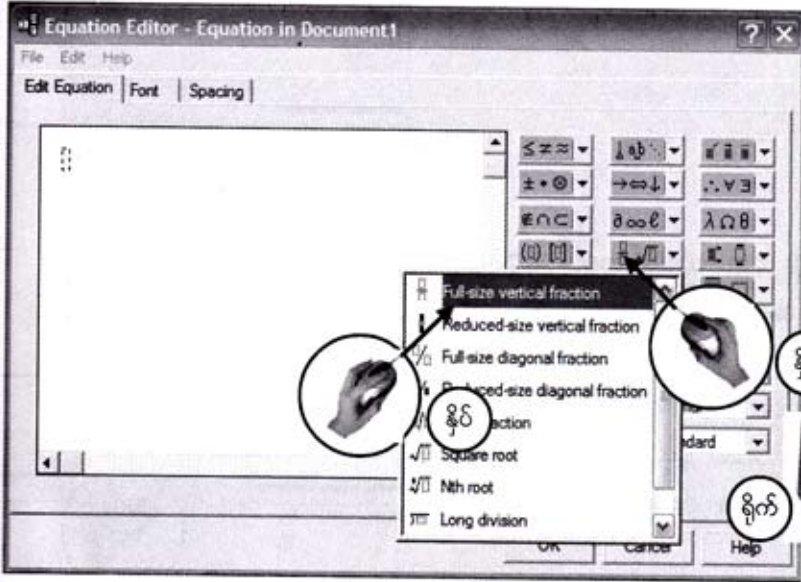 Equation Editor - Equation in Document1
File Edit Help
Edit Equation Font Spacing
≤≠≈
±•⊗
→⇔↓
∴∀∃
∉∩⊂
∂∞ℓ
λΩθ
Full-size vertical fraction
Reduced-size vertical fraction
Full-size diagonal fraction
Reduced-size diagonal fraction
နှိပ်
Square root
Nth root
Long division
ရိုက်
OK Cancel Help